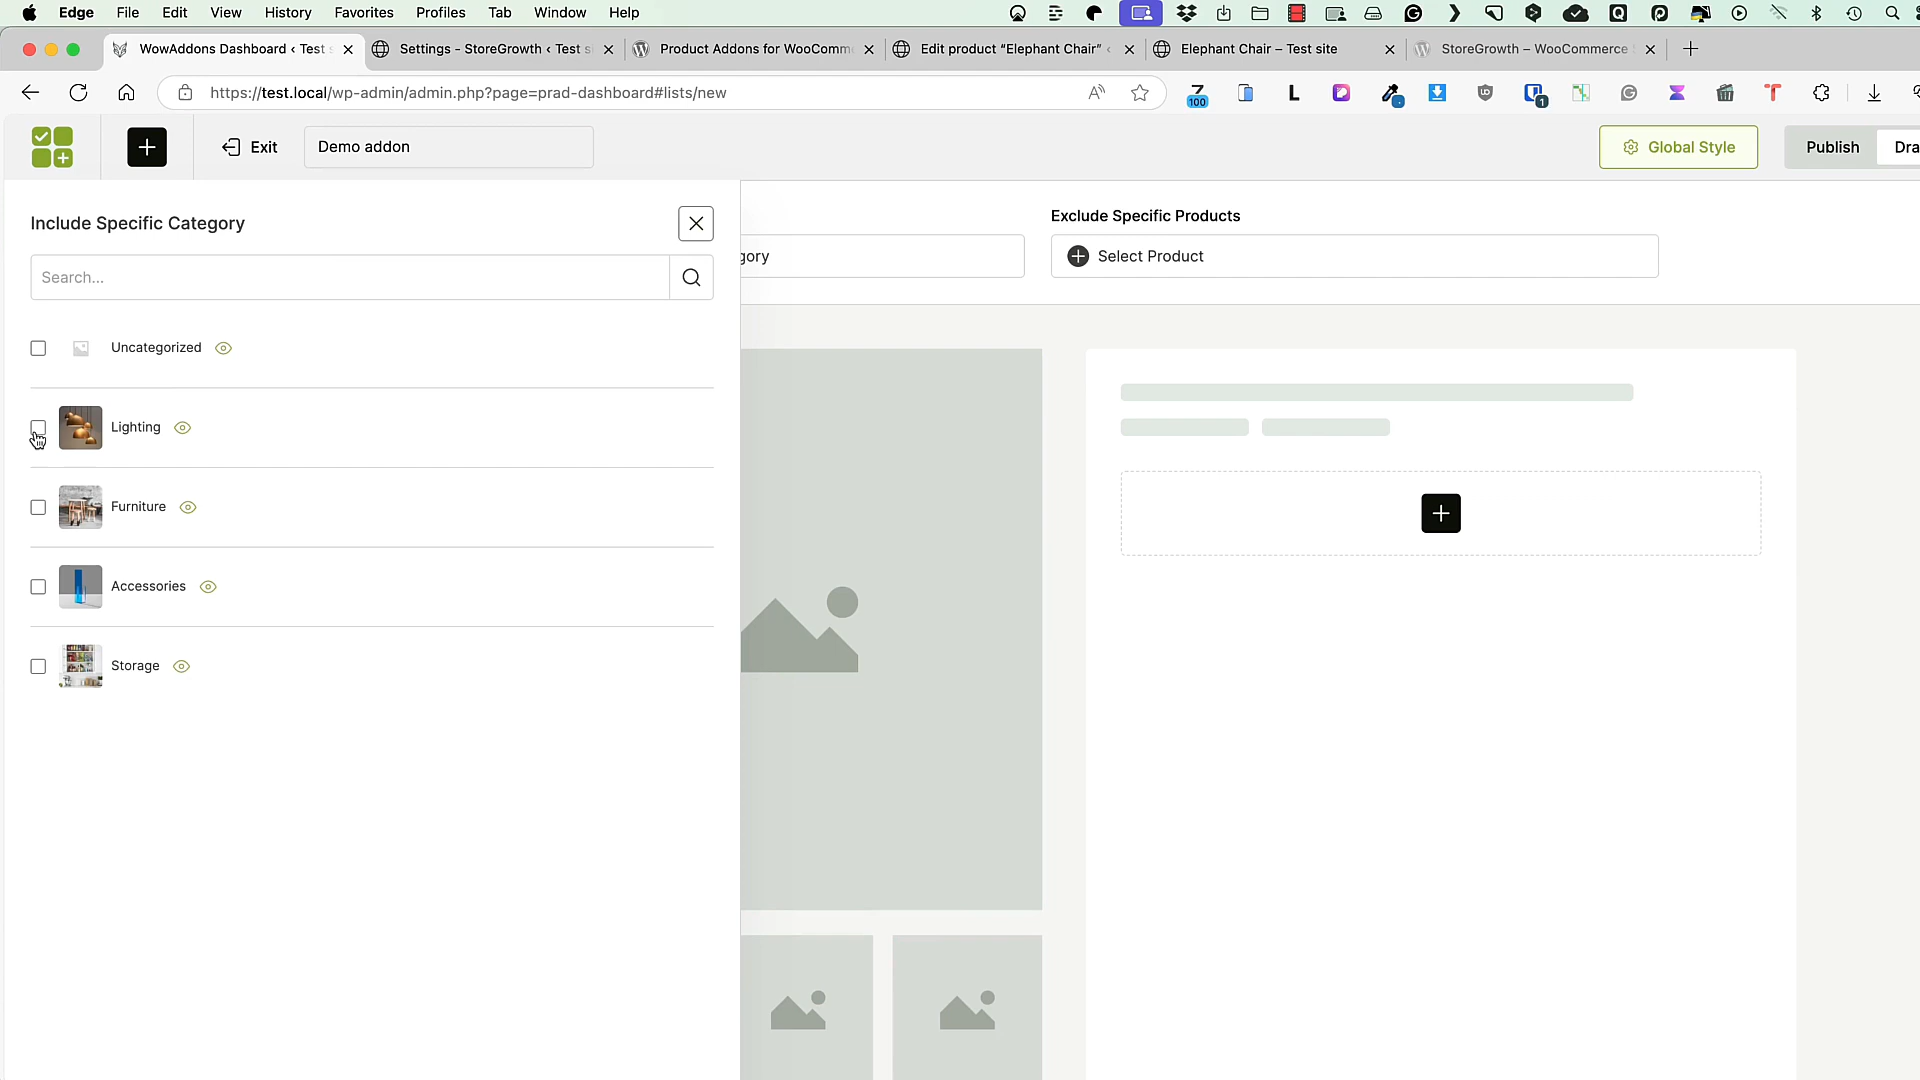 Edge File Edit View History Favorites Profiles Tab Window Help
WowAddons Dashboard ‹ Test s
Settings - StoreGrowth ‹ Test si
Product Addons for WooComm
Edit product “Elephant Chair” ‹
Elephant Chair – Test site
StoreGrowth – WooCommerce
https://test.local/wp-admin/admin.php?page=prad-dashboard#lists/new
100
1
Exit
Demo addon
Global Style
Publish
Dra
Include Specific Category
Search...
Uncategorized
Lighting
Furniture
Accessories
Storage
gory
Exclude Specific Products
Select Product